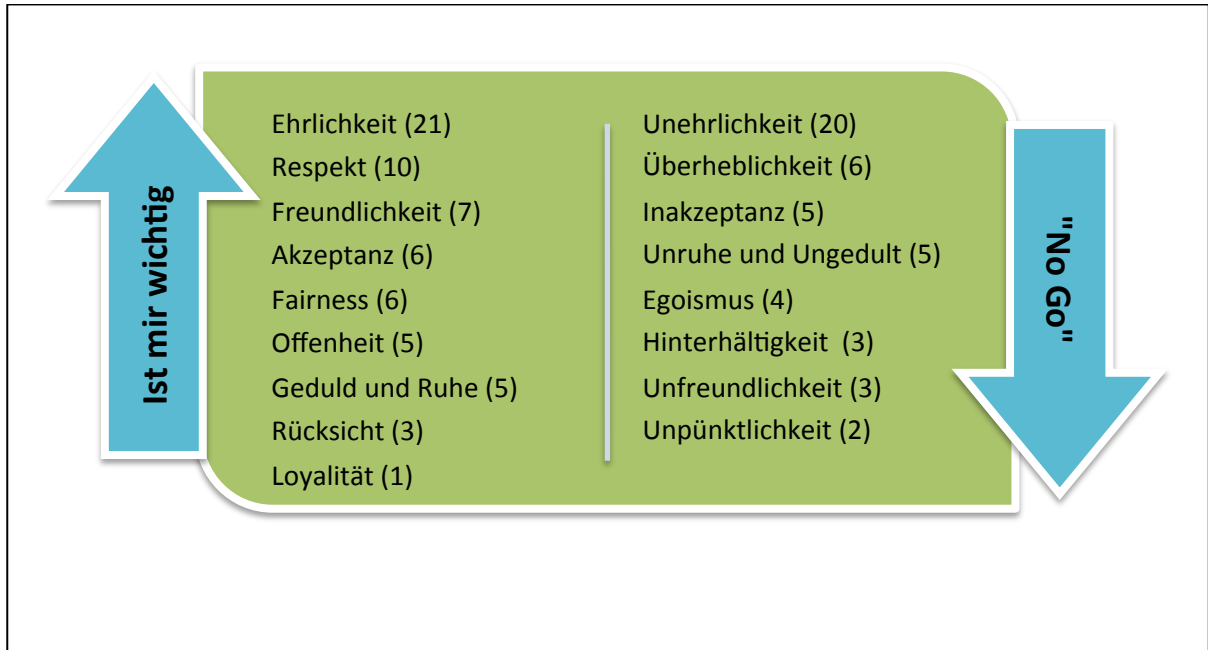 Ist mir wichtig
Ehrlichkeit (21)
Respekt (10)
Freundlichkeit (7)
Akzeptanz (6)
Fairness (6)
Offenheit (5)
Geduld und Ruhe (5)
Rücksicht (3)
Loyalität (1)
Unehrlichkeit (20)
Überheblichkeit (6)
Inakzeptanz (5)
Unruhe und Ungedult (5)
Egoismus (4)
Hinterhältigkeit  (3)
Unfreundlichkeit (3)
Unpünktlichkeit (2)
"No Go"